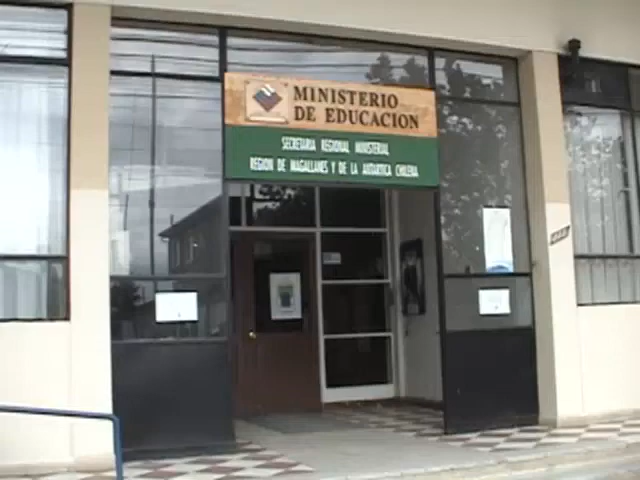 MINISTERIO
DE EDUCACION
SECRETARIA REGIONAL MINISTERIAL
REGION DE MAGALLANES Y DE LA ANTARTICA CHILENA